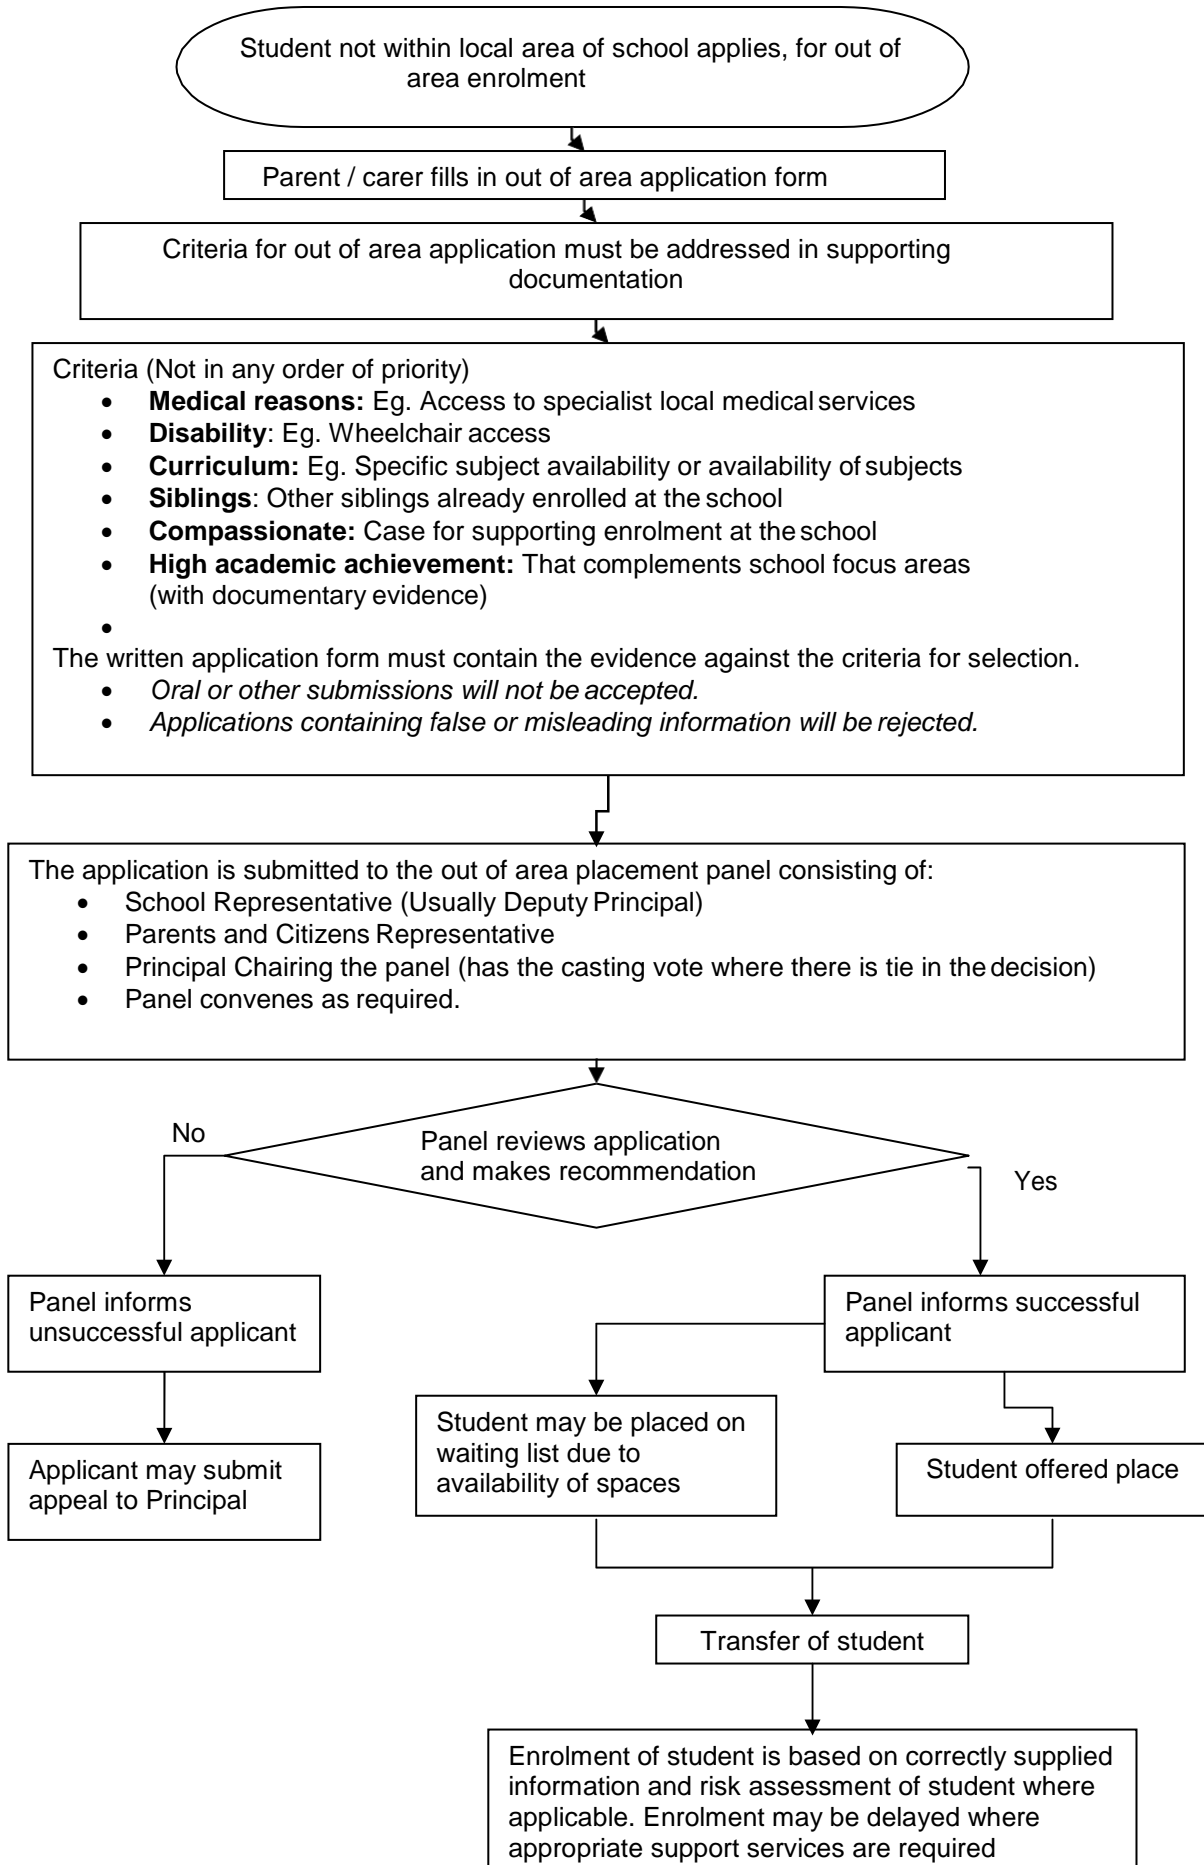 Student not within local area of school applies, for out of
area enrolment
Parent / carer fills in out of area application form
Criteria for out of area application must be addressed in supporting
documentation
Criteria (Not in any order of priority)
• Medical reasons: Eg. Access to specialist local medical services
• Disability: Eg. Wheelchair access
• Curriculum: Eg. Specific subject availability or availability of subjects
• Siblings: Other siblings already enrolled at the school
• Compassionate: Case for supporting enrolment at the school
• High academic achievement: That complements school focus areas
(with documentary evidence)
•
The written application form must contain the evidence against the criteria for selection.
• Oral or other submissions will not be accepted.
• Applications containing false or misleading information will be rejected.
The application is submitted to the out of area placement panel consisting of:
• School Representative (Usually Deputy Principal)
• Parents and Citizens Representative
• Principal Chairing the panel (has the casting vote where there is tie in the decision)
• Panel convenes as required.
No
Panel reviews application
and makes recommendation
Yes
Panel informs
unsuccessful applicant
Panel informs successful
applicant
Applicant may submit
appeal to Principal
Student may be placed on
waiting list due to
availability of spaces
Student offered place
Transfer of student
Enrolment of student is based on correctly supplied
information and risk assessment of student where
applicable. Enrolment may be delayed where
appropriate support services are required